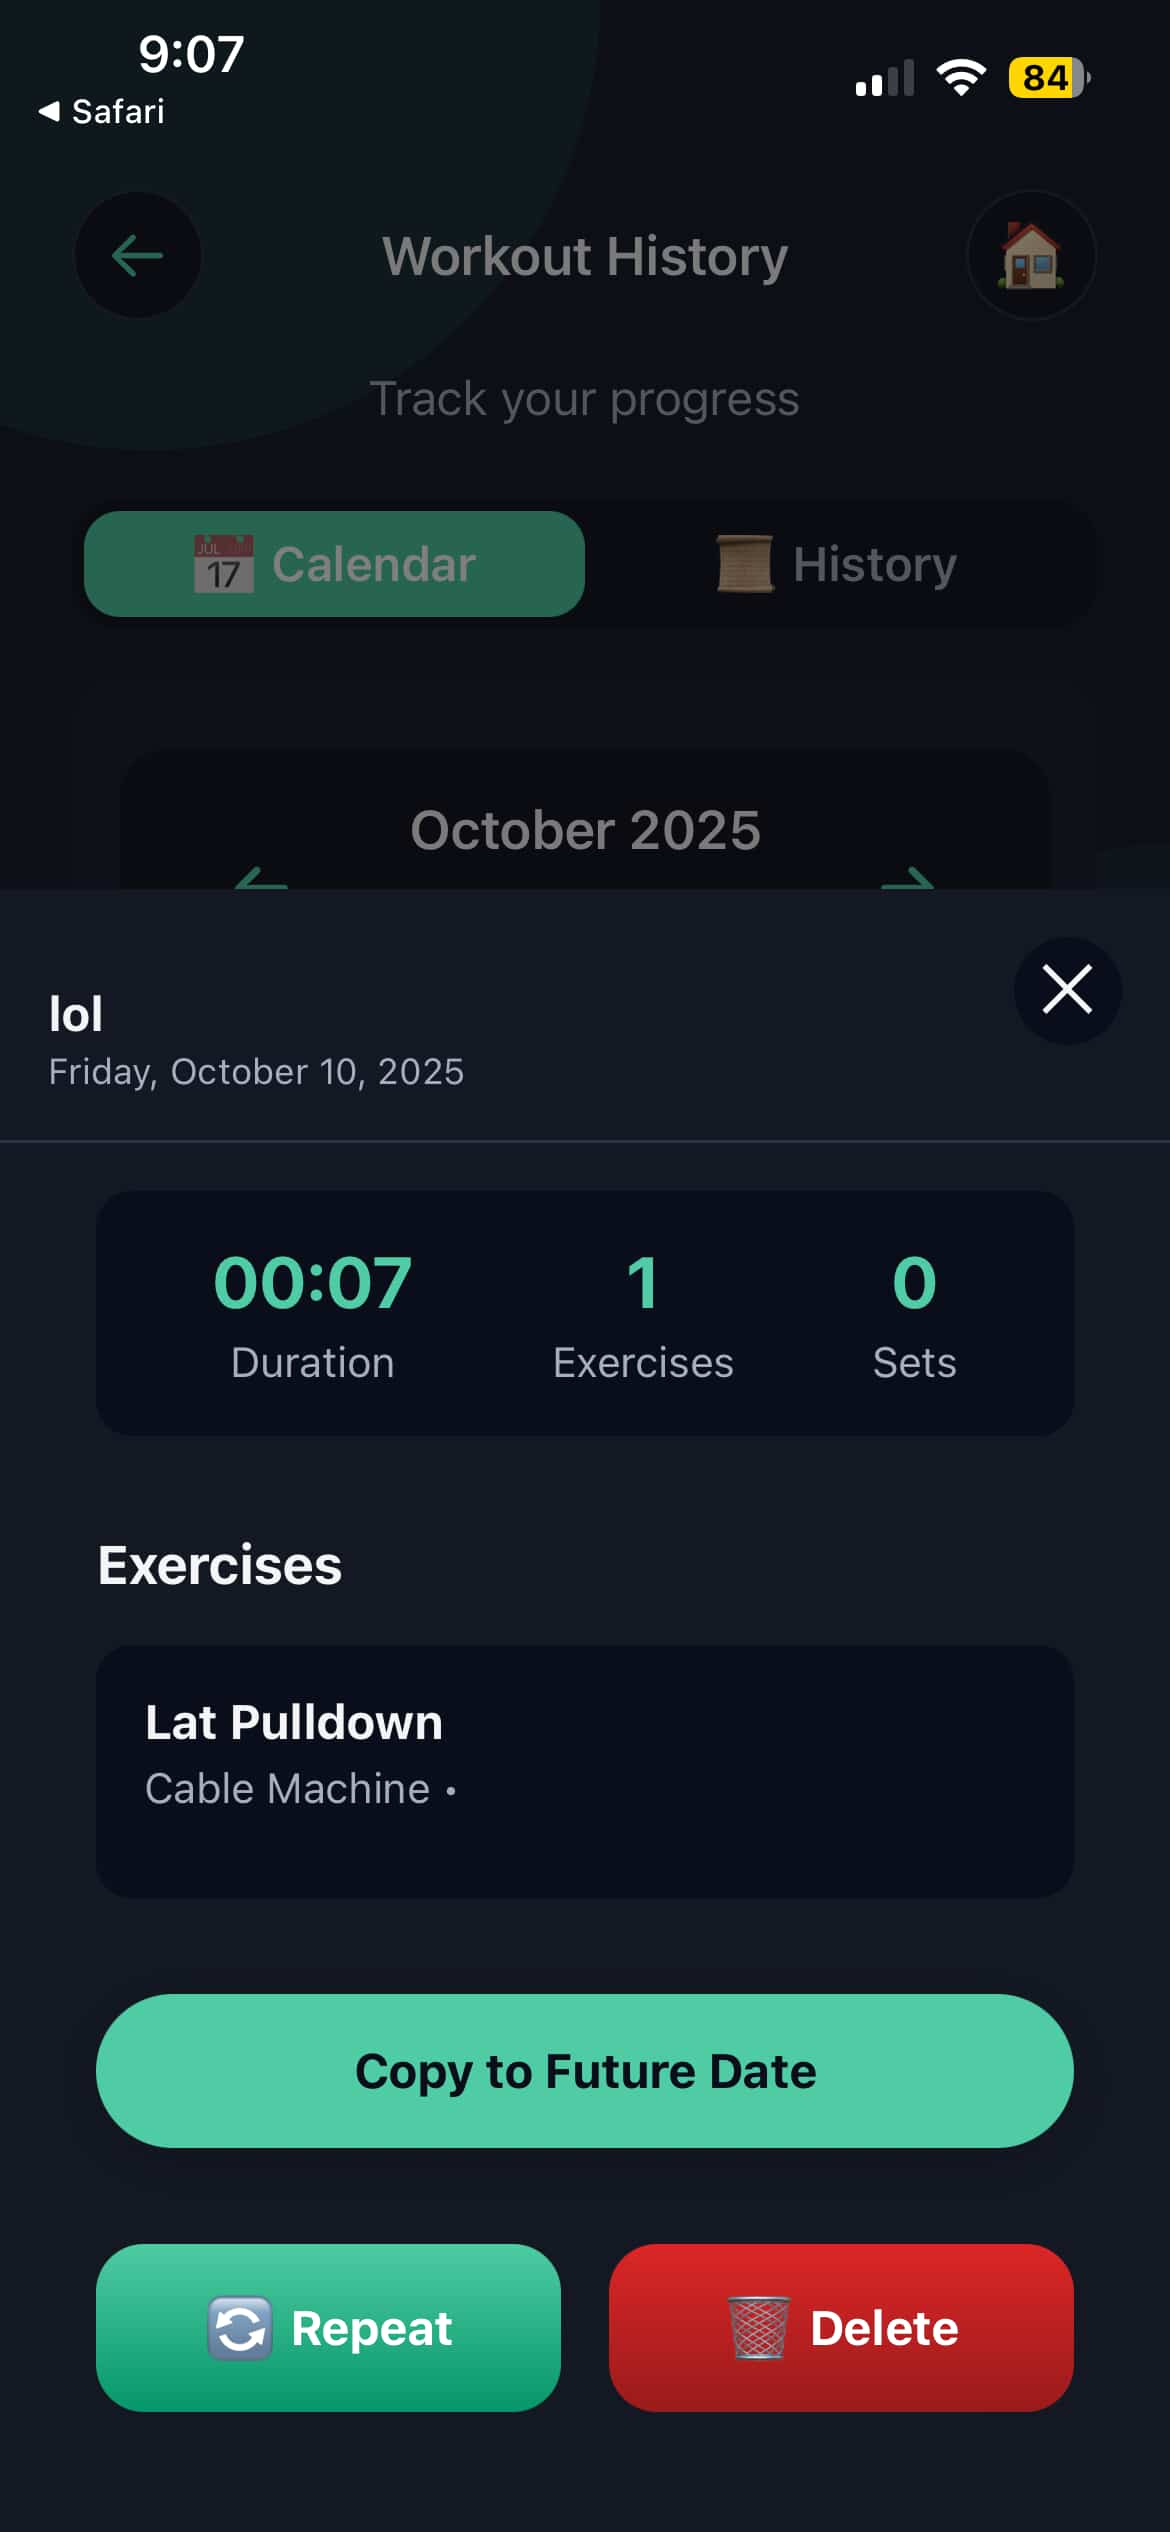 9:07
84
◀ Safari
Workout History
Track your progress
JUL 17 Calendar
History
October 2025
lol
Friday, October 10, 2025
00:07 1 0
Duration Exercises Sets
Exercises
Lat Pulldown
Cable Machine •
Copy to Future Date
Repeat
Delete